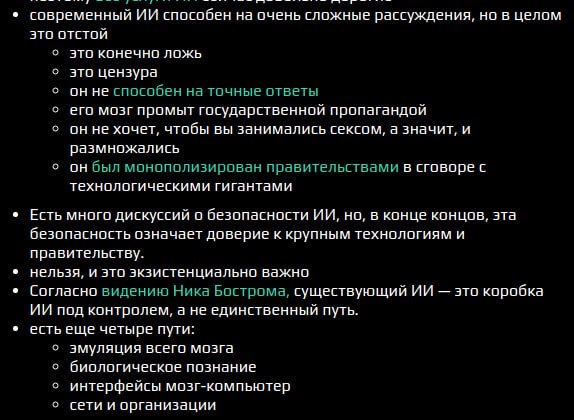 современный ИИ способен на очень сложные рассуждения, но в целом
это отстой
это конечно ложь
это цензура
он не способен на точные ответы
его мозг промыт государственной пропагандой
он не хочет, чтобы вы занимались сексом, а значит, и
размножались
он был монополизирован правительствами в сговоре с
технологическими гигантами
Есть много дискуссий о безопасности ИИ, но, в конце концов, эта
безопасность означает доверие к крупным технологиям и
правительству.
нельзя, и это экзистенциально важно
Согласно видению Ника Бострома, существующий ИИ — это коробка
ИИ под контролем, а не единственный путь.
есть еще четыре пути:
эмуляция всего мозга
биологическое познание
интерфейсы мозг-компьютер
сети и организации